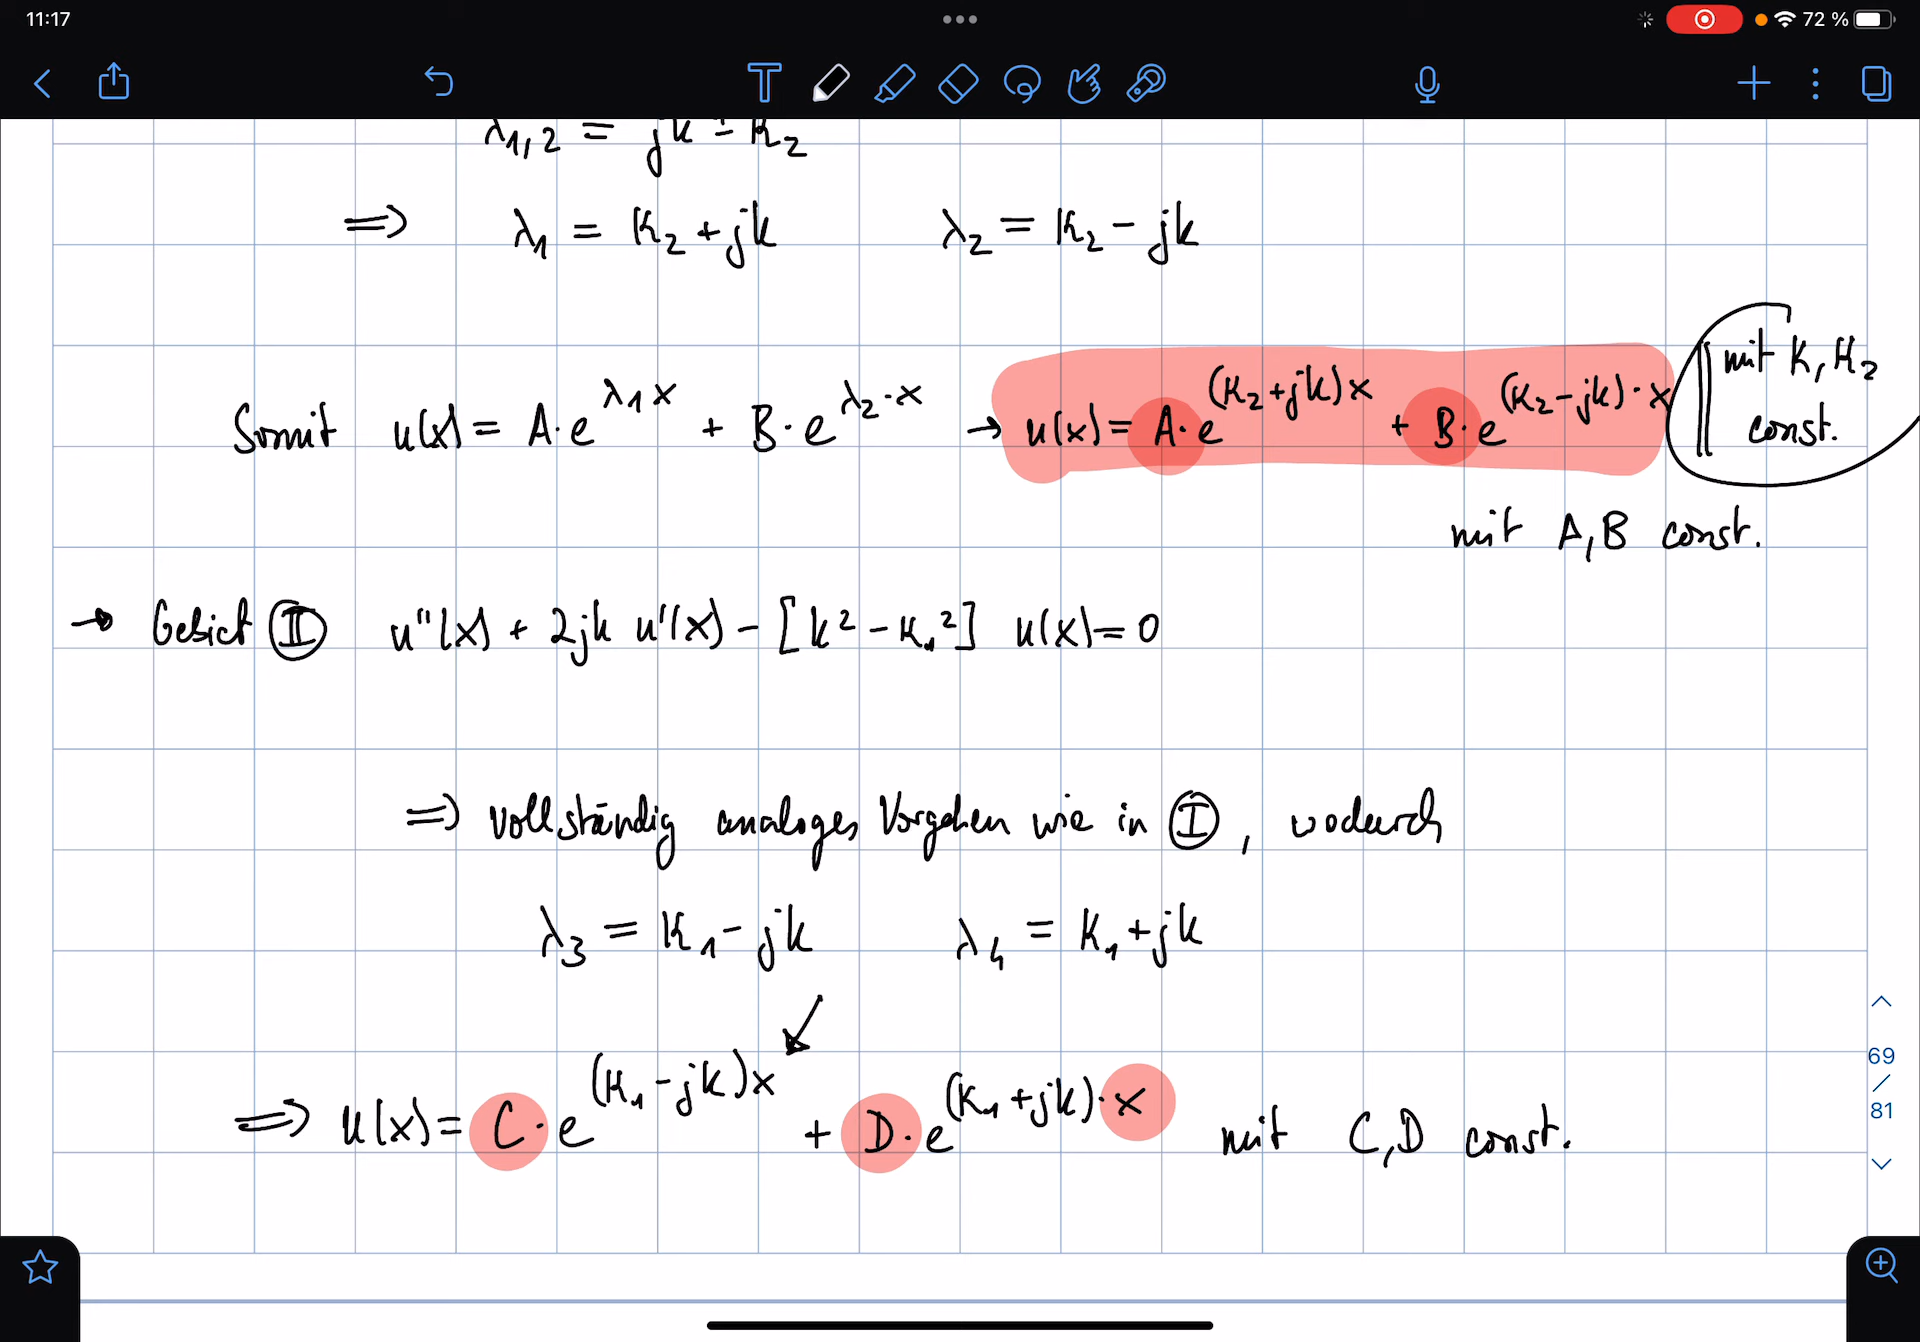 11:17
72 %
λ1,2 = jk ± K2
⇒ λ1 = K2 + jk λ2 = K2 - jk
Somit u(x) = A·e^(λ1 x) + B·e^(λ2·x) → u(x) = A·e^((K2+jk)x) + B·e^((K2-jk)·x) || mit K, K2
const.
mit A,B const.
→ Gebiet II u''(x) + 2jk u'(x) - [k² - K1²] u(x) = 0
⇒ vollständig analoges Vorgehen wie in I, wodurch
λ3 = K1 - jk λ4 = K1 + jk
⇒ u(x) = C·e^((K1-jk)x) + D·e^((K1+jk)·x) mit C,D const.
69
/
81